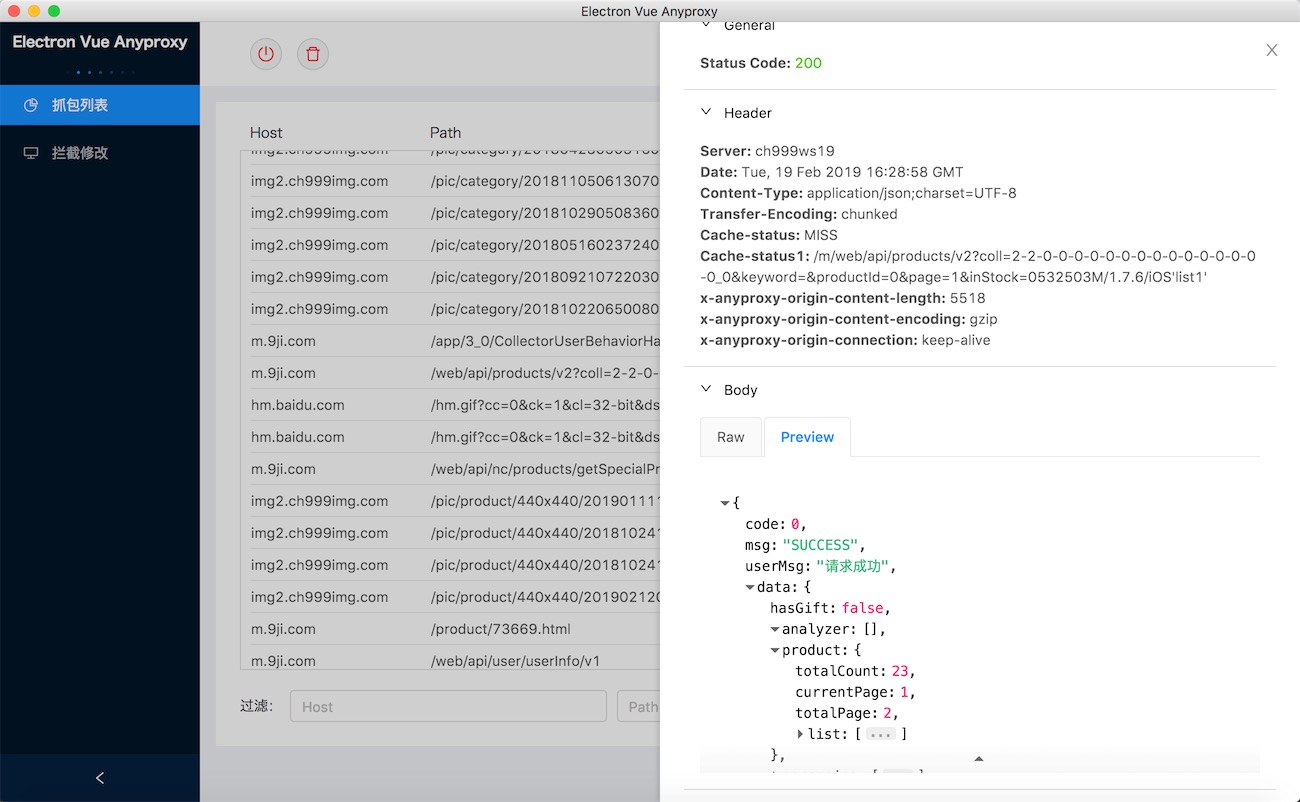 Electron Vue Anyproxy
Electron Vue Anyproxy
抓包列表
拦截修改
Host Path
img2.ch999img.com
img2.ch999img.com /pic/category/201811050613070
img2.ch999img.com /pic/category/201810290508360
img2.ch999img.com /pic/category/201805160237240
img2.ch999img.com /pic/category/201809210722030
img2.ch999img.com /pic/category/201810220650080
m.9ji.com /app/3_0/CollectorUserBehaviorHa
m.9ji.com /web/api/products/v2?coll=2-2-0-
hm.baidu.com /hm.gif?cc=0&ck=1&cl=32-bit&ds
hm.baidu.com /hm.gif?cc=0&ck=1&cl=32-bit&ds
m.9ji.com /web/api/nc/products/getSpecialPr
img2.ch999img.com /pic/product/440x440/201901111
img2.ch999img.com /pic/product/440x440/201810241
img2.ch999img.com /pic/product/440x440/201810241
img2.ch999img.com /pic/product/440x440/201902120
m.9ji.com /product/73669.html
m.9ji.com /web/api/user/userInfo/v1
过滤: Host Path
General
Status Code: 200
Header
Server: ch999ws19
Date: Tue, 19 Feb 2019 16:28:58 GMT
Content-Type: application/json;charset=UTF-8
Transfer-Encoding: chunked
Cache-status: MISS
Cache-status1: /m/web/api/products/v2?coll=2-2-0-0-0-0-0-0-0-0-0-0-0-0-0-0
-0_0&keyword=&productId=0&page=1&inStock=0532503M/1.7.6/iOS'list1'
x-anyproxy-origin-content-length: 5518
x-anyproxy-origin-content-encoding: gzip
x-anyproxy-origin-connection: keep-alive
Body
Raw Preview
{
code: 0,
msg: "SUCCESS",
userMsg: "请求成功",
data: {
hasGift: false,
analyzer: [],
product: {
totalCount: 23,
currentPage: 1,
totalPage: 2,
list: [ ... ]
},